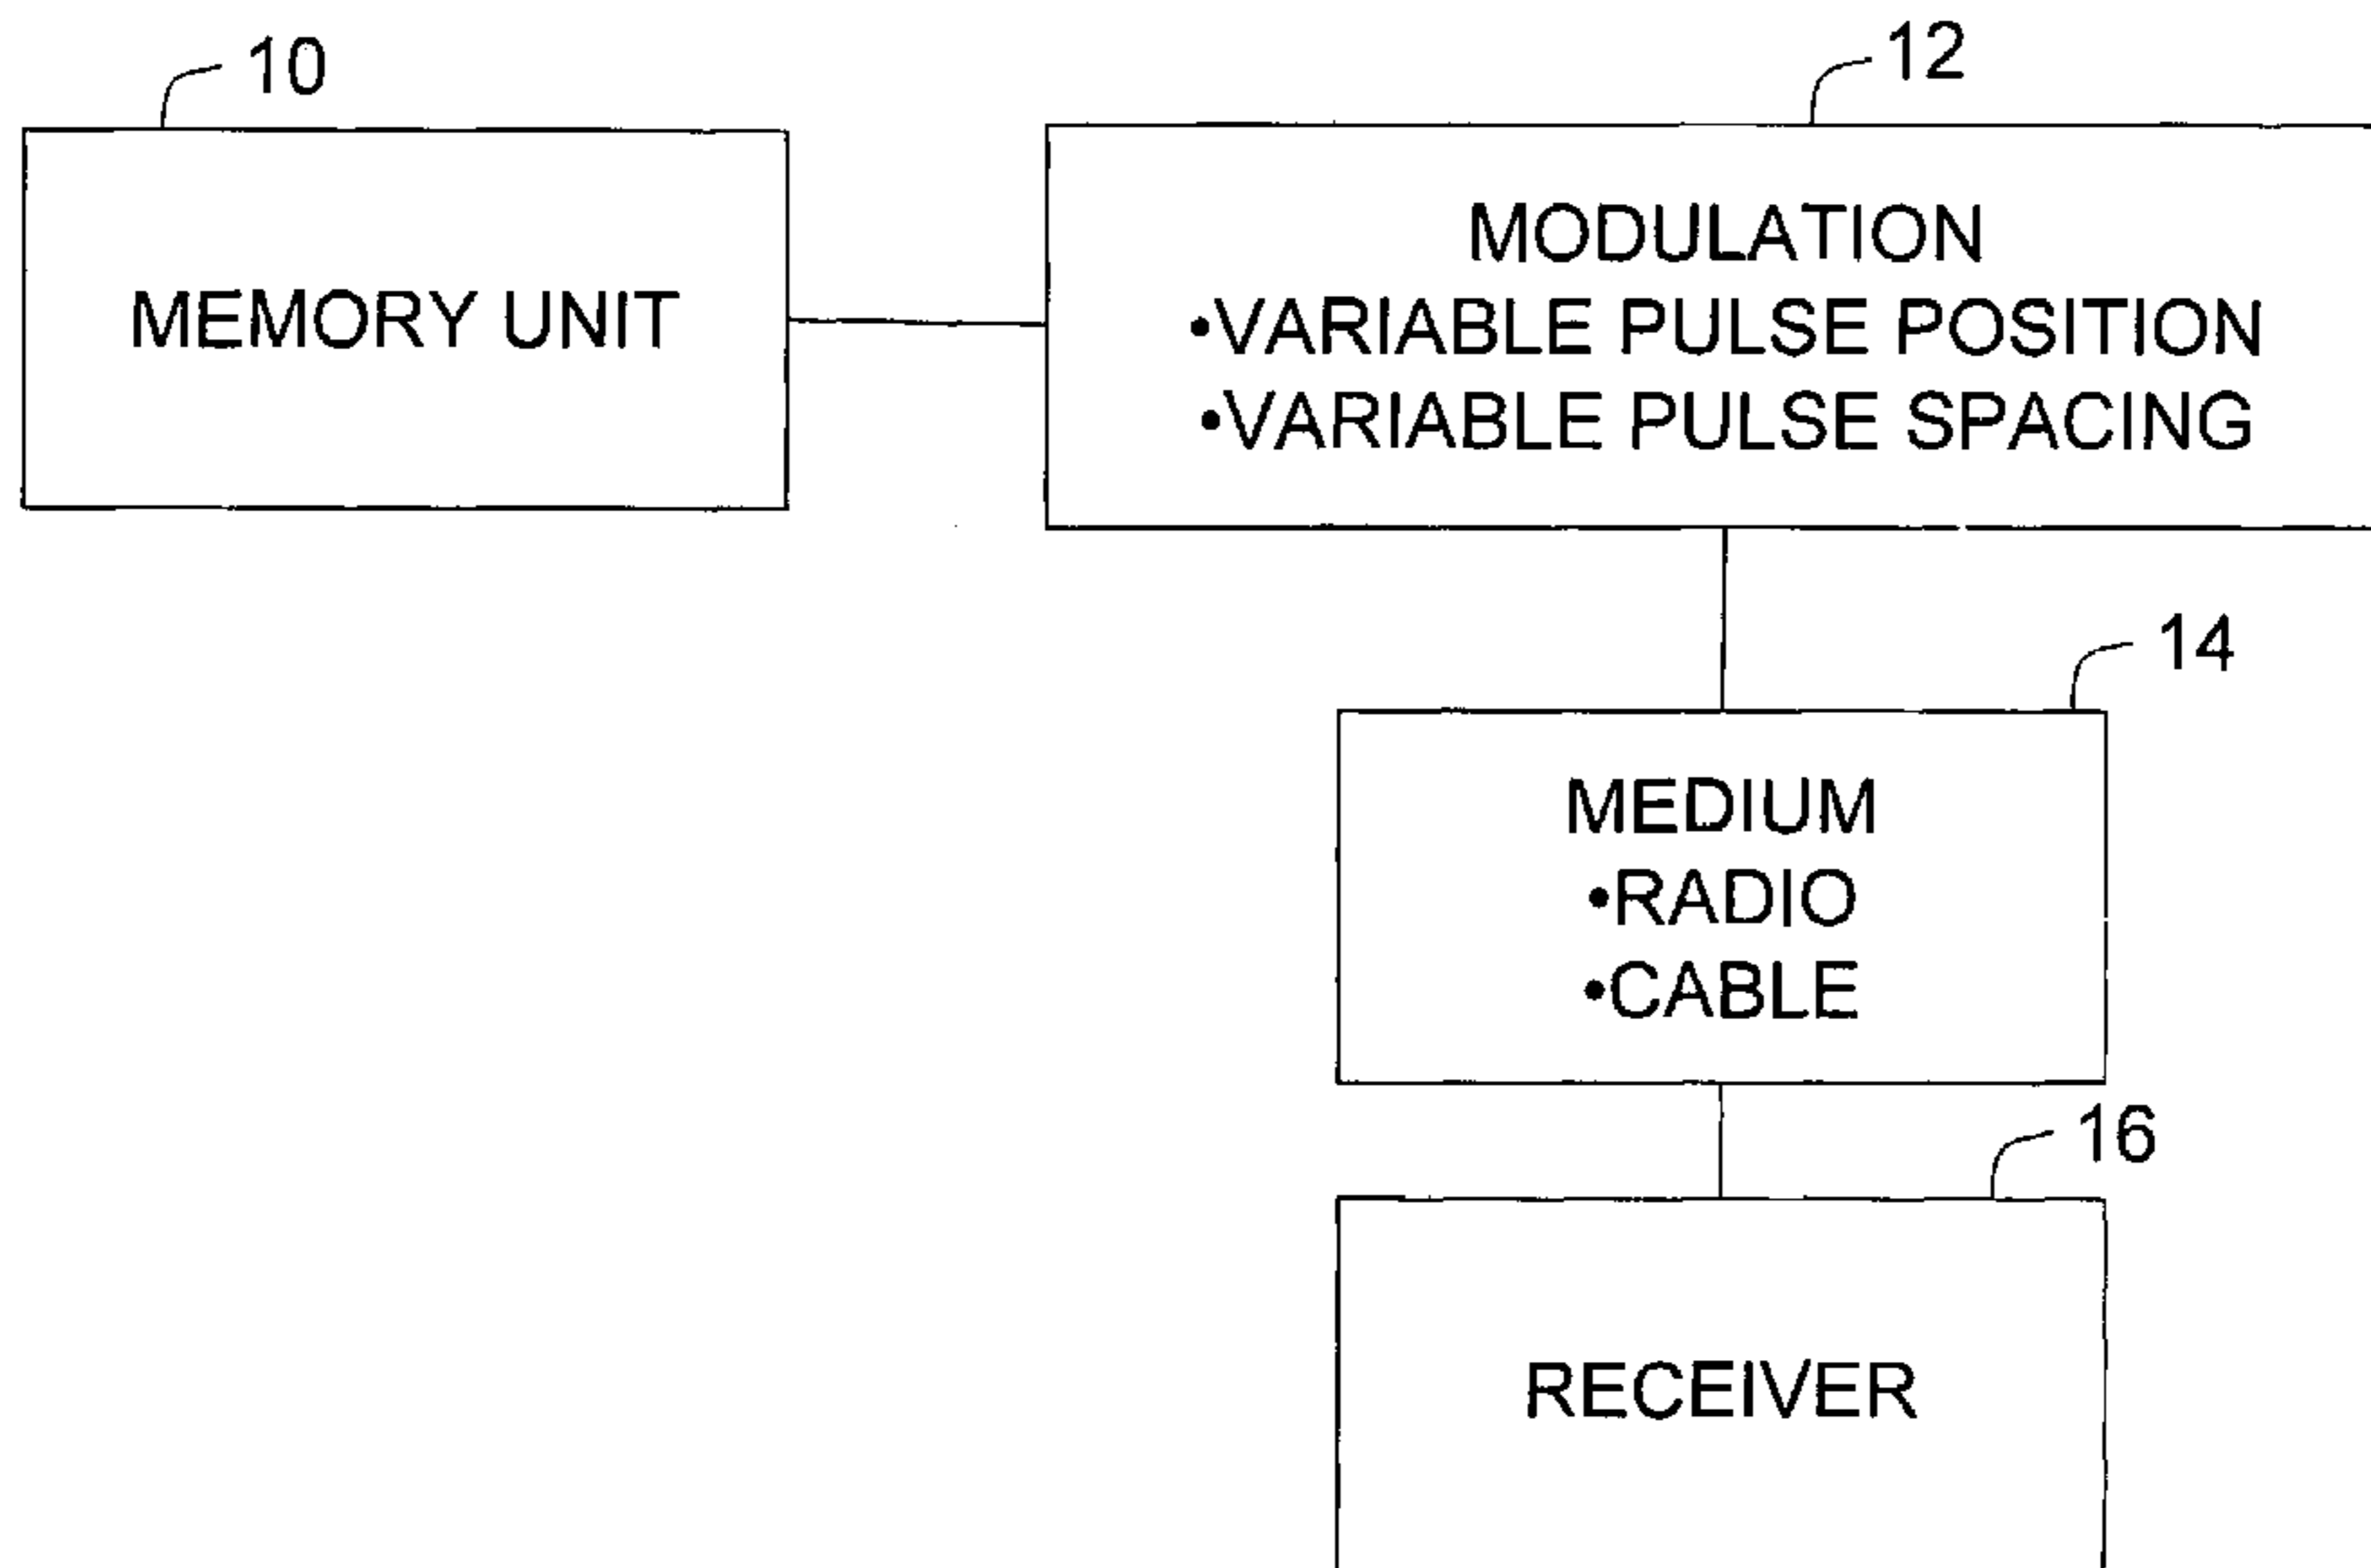 10
12
MEMORY UNIT
MODULATION
•VARIABLE PULSE POSITION
•VARIABLE PULSE SPACING
14
MEDIUM
•RADIO
•CABLE
16
RECEIVER